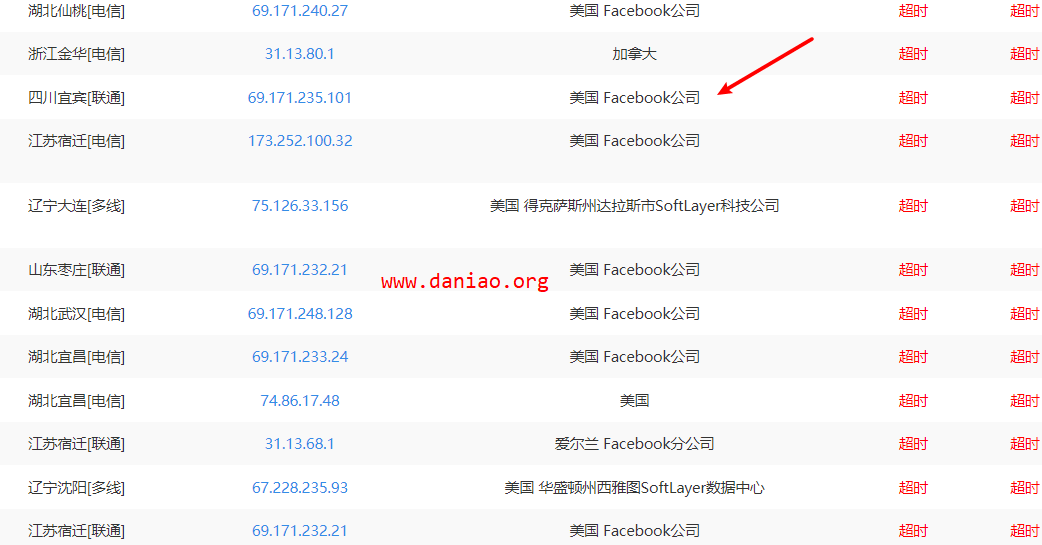 湖北仙桃[电信] 69.171.240.27 美国 Facebook公司 超时 超时
浙江金华[电信] 31.13.80.1 加拿大 超时 超时
四川宜宾[联通] 69.171.235.101 美国 Facebook公司 超时 超时
江苏宿迁[电信] 173.252.100.32 美国 Facebook公司 超时 超时
辽宁大连[多线] 75.126.33.156 美国 得克萨斯州达拉斯市SoftLayer科技公司 超时 超时
山东枣庄[联通] 69.171.232.21 美国 Facebook公司 超时 超时
www.daniao.org
湖北武汉[电信] 69.171.248.128 美国 Facebook公司 超时 超时
湖北宜昌[电信] 69.171.233.24 美国 Facebook公司 超时 超时
湖北宜昌[电信] 74.86.17.48 美国 超时 超时
江苏宿迁[联通] 31.13.68.1 爱尔兰 Facebook分公司 超时 超时
辽宁沈阳[多线] 67.228.235.93 美国 华盛顿州西雅图SoftLayer数据中心 超时 超时
江苏宿迁[联通] 69.171.232.21 美国 Facebook公司 超时 超时